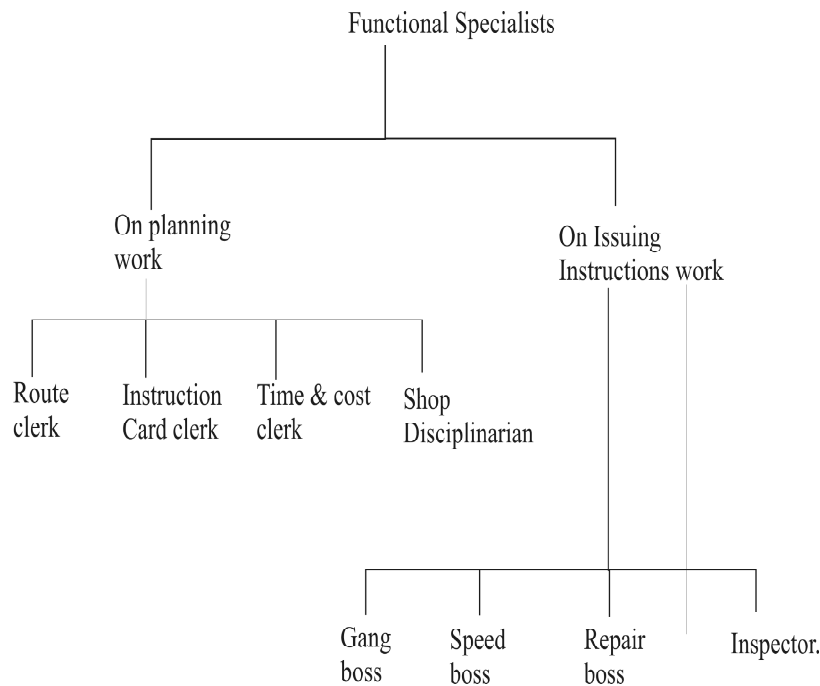 Functional Specialists
On planning
work
On Issuing
Instructions work
Route
clerk
Instruction
Card clerk
Time & cost
clerk
Shop
Disciplinarian
Gang
boss
Speed
boss
Repair
boss
Inspector.